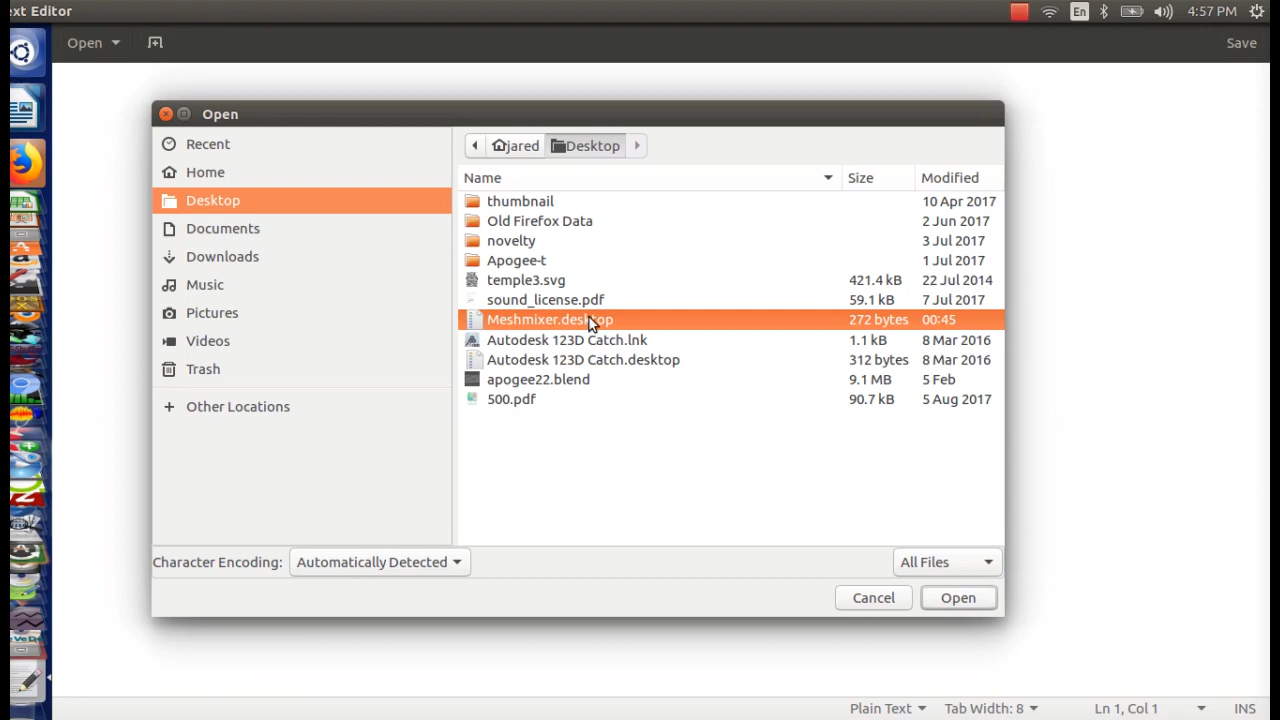 ext Editor
En
4:57 PM
Open
Save
Open
Recent
Home
Desktop
Documents
Downloads
Music
Pictures
Videos
Trash
Other Locations
jared
Desktop
Name Size Modified
thumbnail 10 Apr 2017
Old Firefox Data 2 Jun 2017
novelty 3 Jul 2017
Apogee-t 1 Jul 2017
temple3.svg 421.4 kB 22 Jul 2014
sound_license.pdf 59.1 kB 7 Jul 2017
Meshmixer.desktop 272 bytes 00:45
Autodesk 123D Catch.lnk 1.1 kB 8 Mar 2016
Autodesk 123D Catch.desktop 312 bytes 8 Mar 2016
apogee22.blend 9.1 MB 5 Feb
500.pdf 90.7 kB 5 Aug 2017
Character Encoding: Automatically Detected
All Files
Cancel Open
Plain Text Tab Width: 8 Ln 1, Col 1 INS